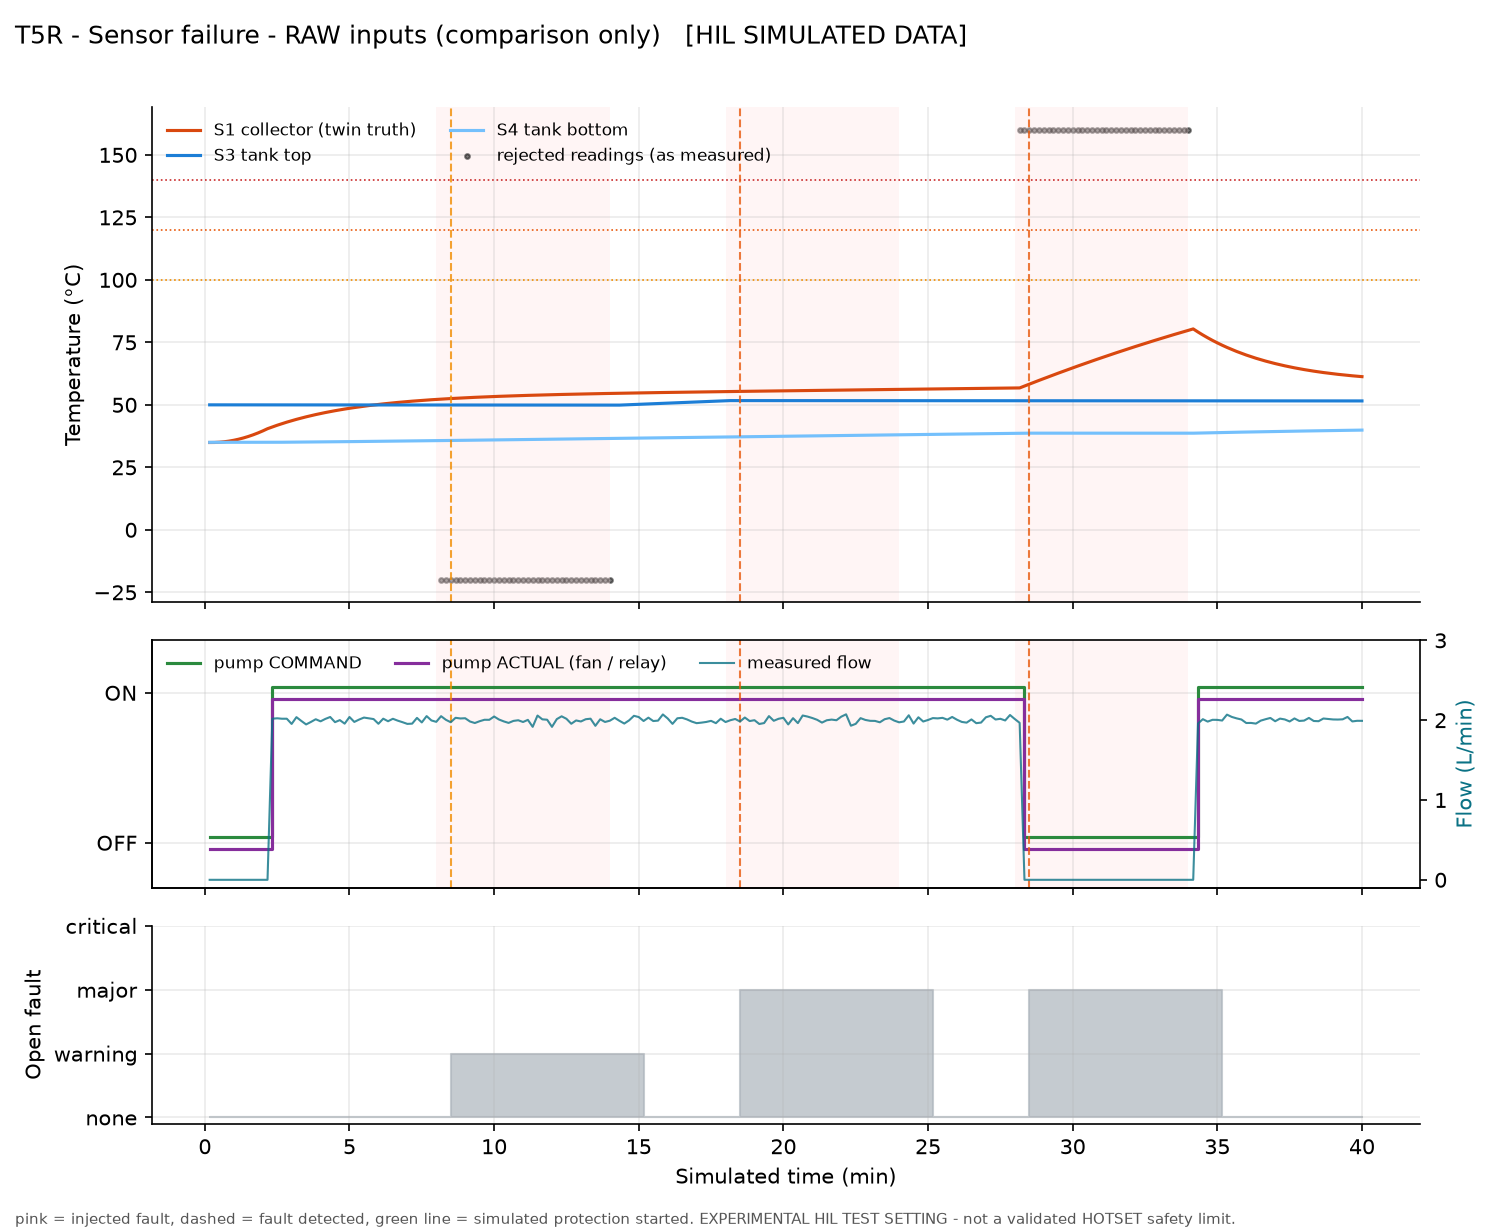 T5R - Sensor failure - RAW inputs (comparison only)   [HIL SIMULATED DATA]
S1 collector (twin truth)
S3 tank top
S4 tank bottom
rejected readings (as measured)
Temperature (°C)
150
125
100
75
50
25
0
−25
pump COMMAND
pump ACTUAL (fan / relay)
measured flow
ON
OFF
3
2
1
0
Flow (L/min)
Open fault
critical
major
warning
none
0
5
10
15
20
25
30
35
40
Simulated time (min)
pink = injected fault, dashed = fault detected, green line = simulated protection started. EXPERIMENTAL HIL TEST SETTING - not a validated HOTSET safety limit.